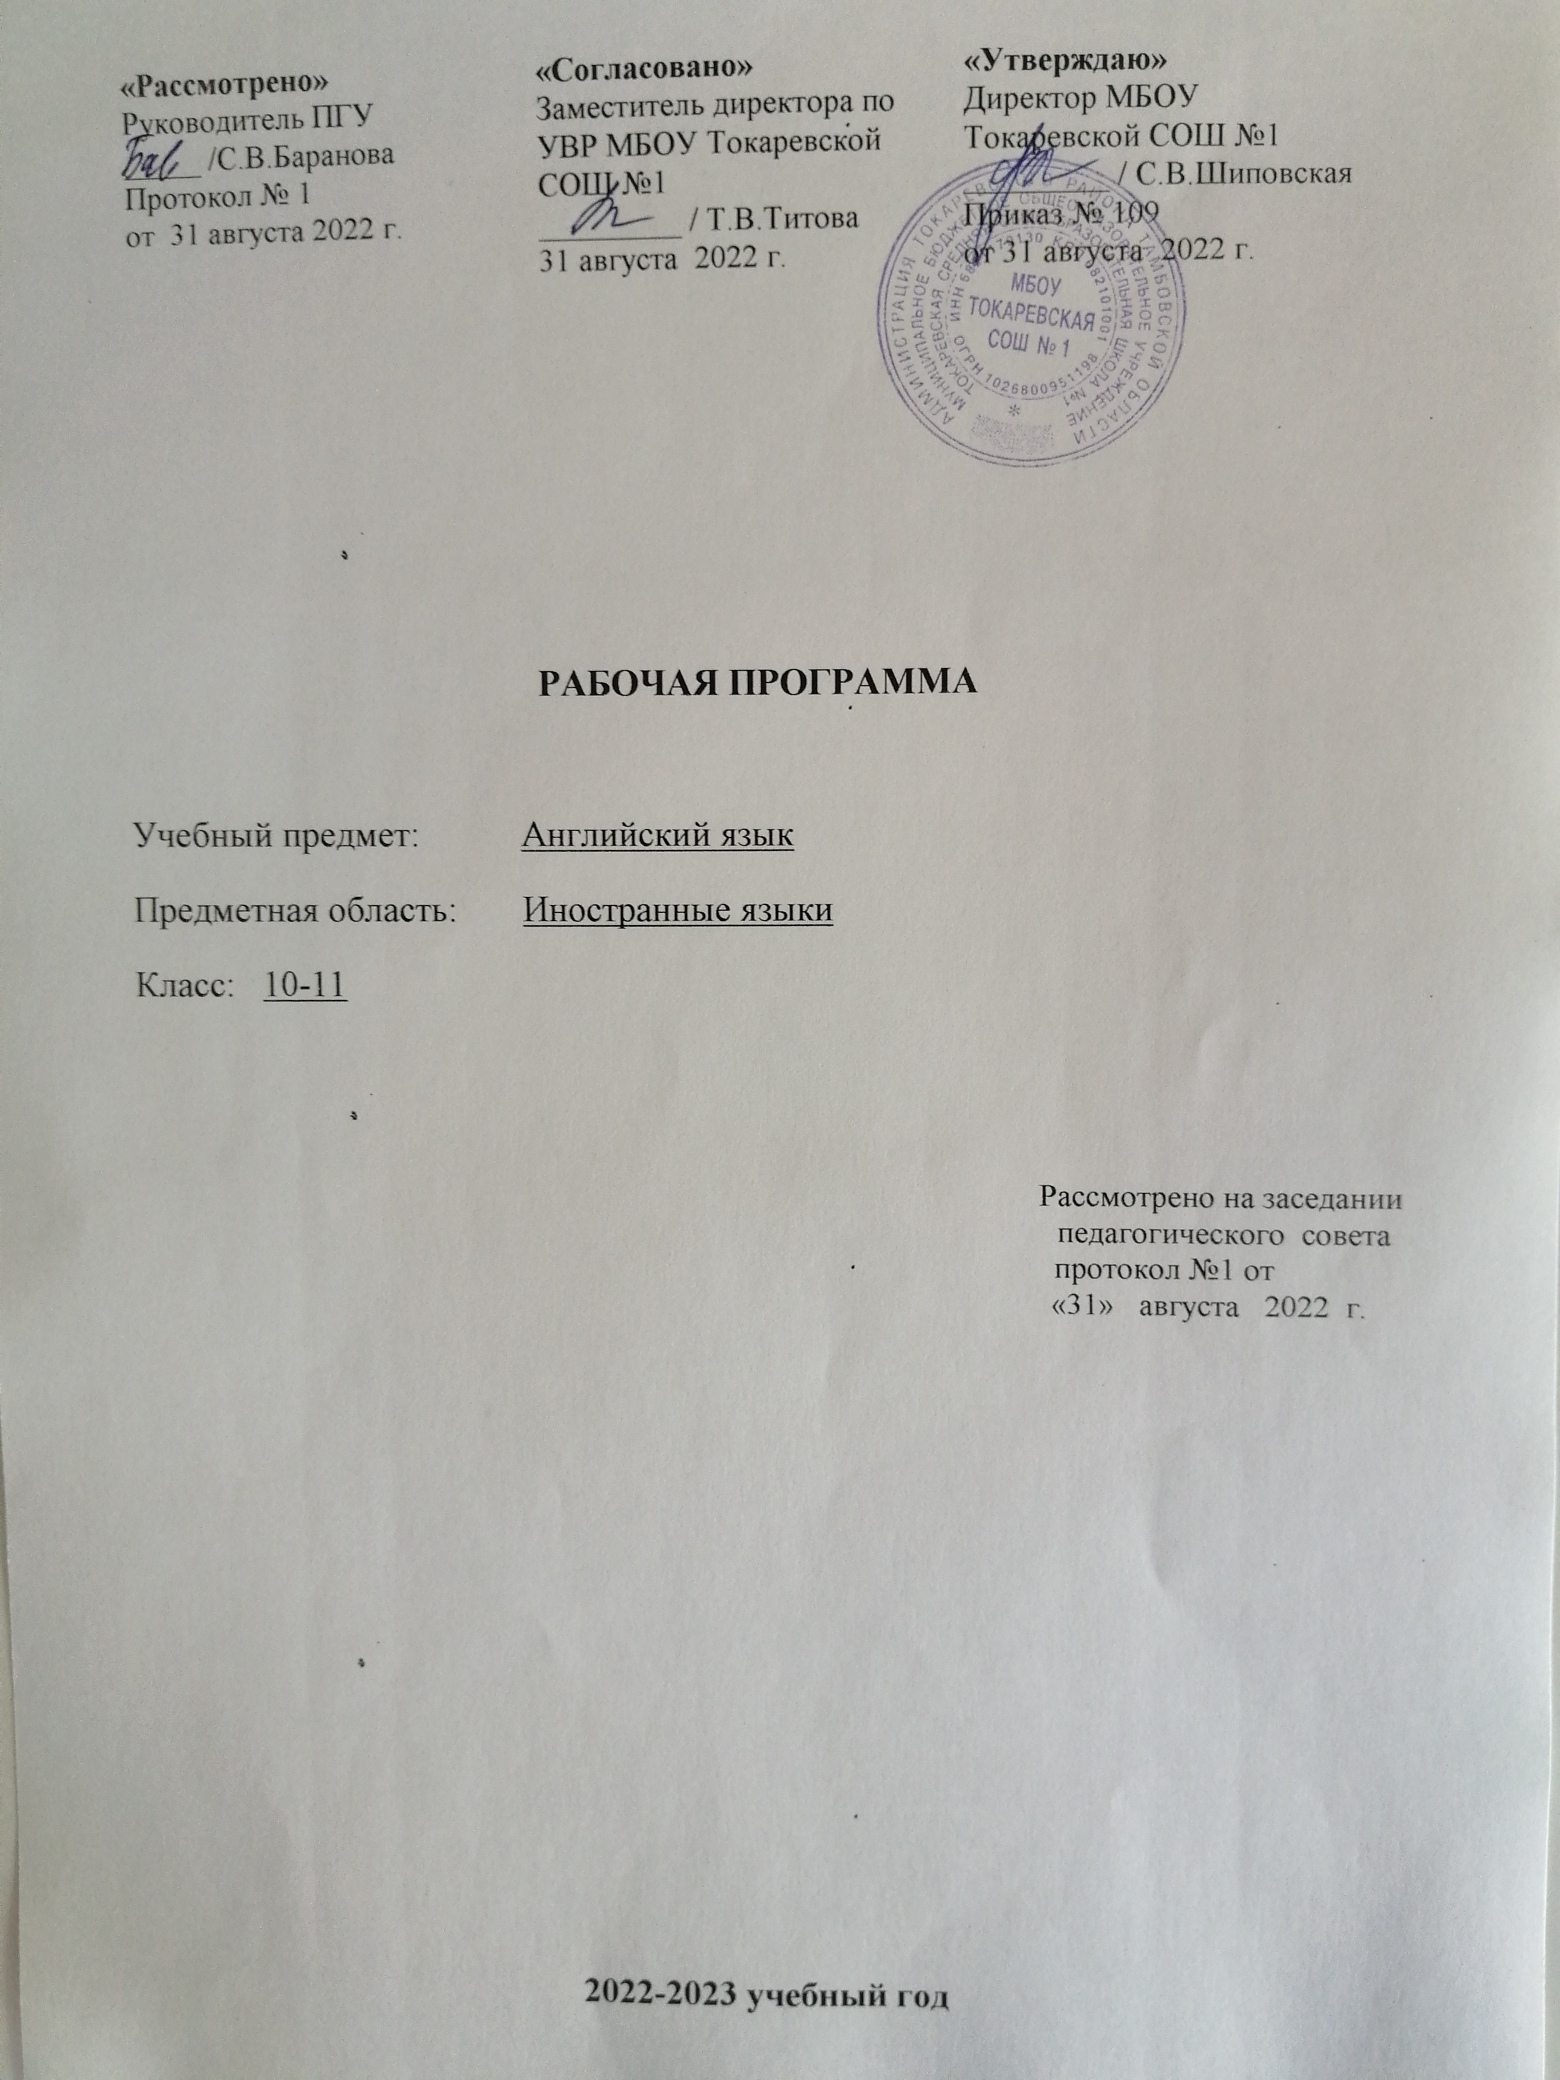 «Рассмотрено»
Руководитель ПГУ
/С.В.Баранова
Протокол № 1
от 31 августа 2022 г.
«Согласовано»
Заместитель директора по
УВР МБОУ Токаревской
СОШ №1
/ Т.В.Титова
31 августа 2022 г.
«Утверждаю»
Директор МБОУ
Токаревской СОШ №1
/ С.В.Шиповская
Приказ № 109
от 31 августа 2022 г.
МБОУ
ТОКАРЕВСКАЯ
СОШ № 1
ОГРН 1026800951198
РАБОЧАЯ ПРОГРАММА
Учебный предмет: Английский язык
Предметная область: Иностранные языки
Класс: 10-11
Рассмотрено на заседании
педагогического совета
протокол №1 от
«31» августа 2022 г.
2022-2023 учебный год